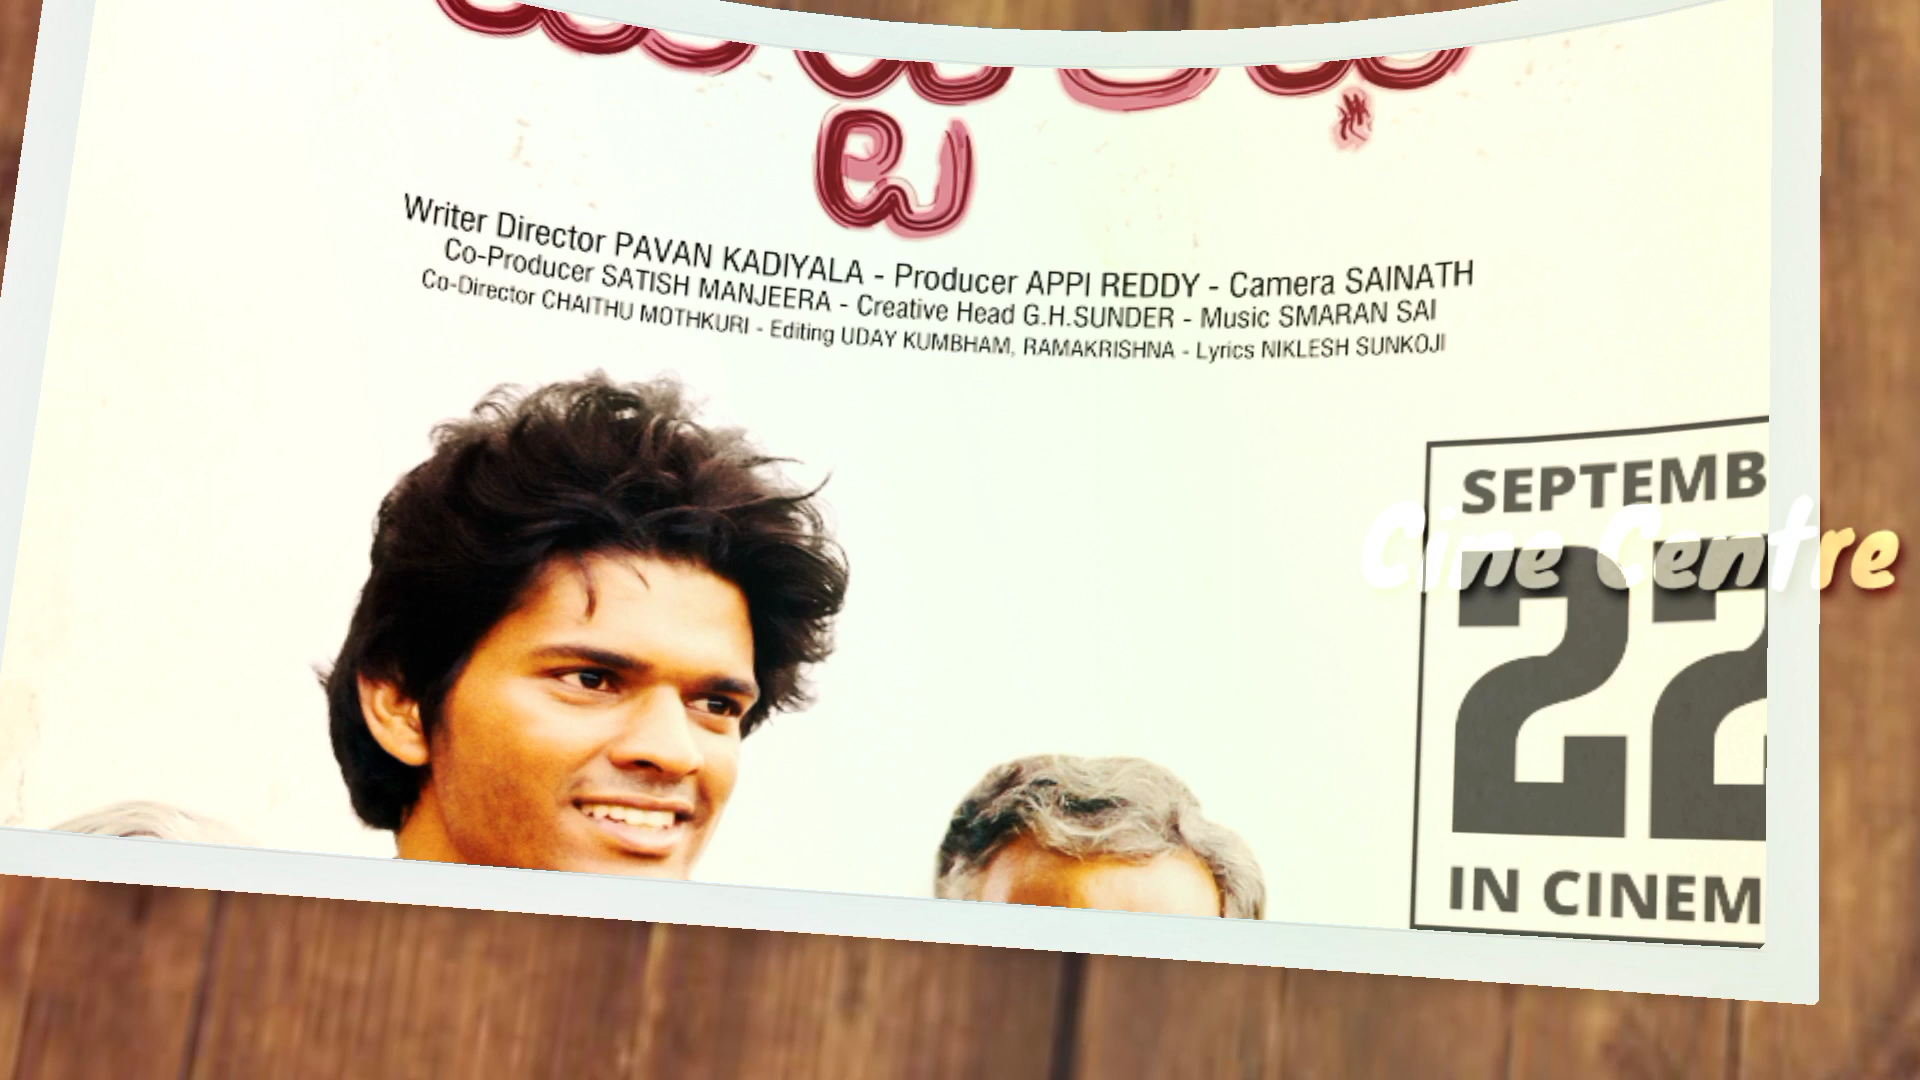 Writer Director PAVAN KADIYALA - Producer APPI REDDY - Camera SAINATH
Co-Producer SATISH MANJEERA - Creative Head G.H.SUNDER - Music SMARAN SAI
Co-Director CHAITHU MOTHKURI - Editing UDAY KUMBHAM, RAMAKRISHNA - Lyrics NIKLESH SUNKOJI
SEPTEMB
Cine Centre
22
IN CINEM